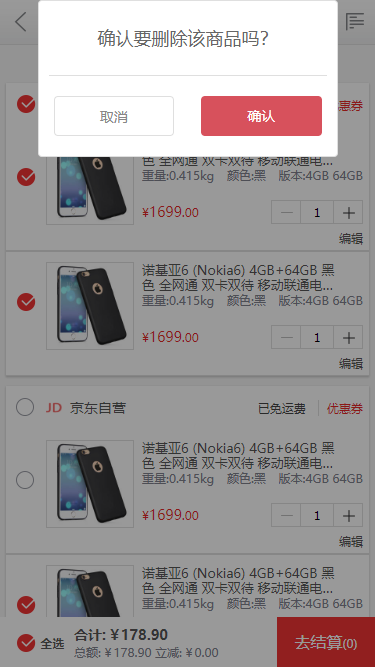 确认要删除该商品吗?
取消
确认
惠券
色 全网通 双卡双待 移动联通电...
重量:0.415kg 颜色:黑 版本:4GB 64GB
¥1699.00
1
编辑
诺基亚6 (Nokia6) 4GB+64GB 黑
色 全网通 双卡双待 移动联通电...
重量:0.415kg 颜色:黑 版本:4GB 64GB
¥1699.00
1
编辑
JD 京东自营
已免运费
优惠券
诺基亚6 (Nokia6) 4GB+64GB 黑
色 全网通 双卡双待 移动联通电...
重量:0.415kg 颜色:黑 版本:4GB 64GB
¥1699.00
1
编辑
诺基亚6 (Nokia6) 4GB+64GB 黑
色 全网通 双卡双待 移动联通电...
重量:0.415kg 颜色:黑 版本:4GB 64GB
全选
合计: ¥178.90
总额: ¥178.90 立减: ¥0.00
去结算(0)